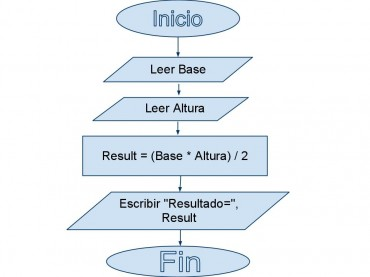 Inicio
Leer Base
Leer Altura
Result = (Base * Altura) / 2
Escribir "Resultado=",
Result
Fin